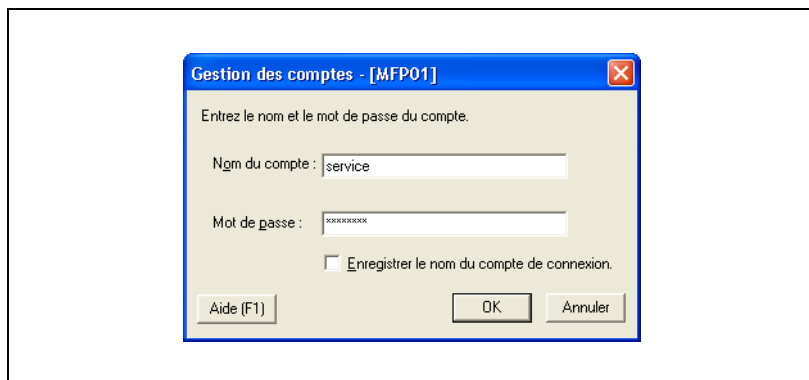 Gestion des comptes - [MFP01]
Entrez le nom et le mot de passe du compte.
Nom du compte : service
Mot de passe : ********
Enregistrer le nom du compte de connexion.
Aide (F1) OK Annuler